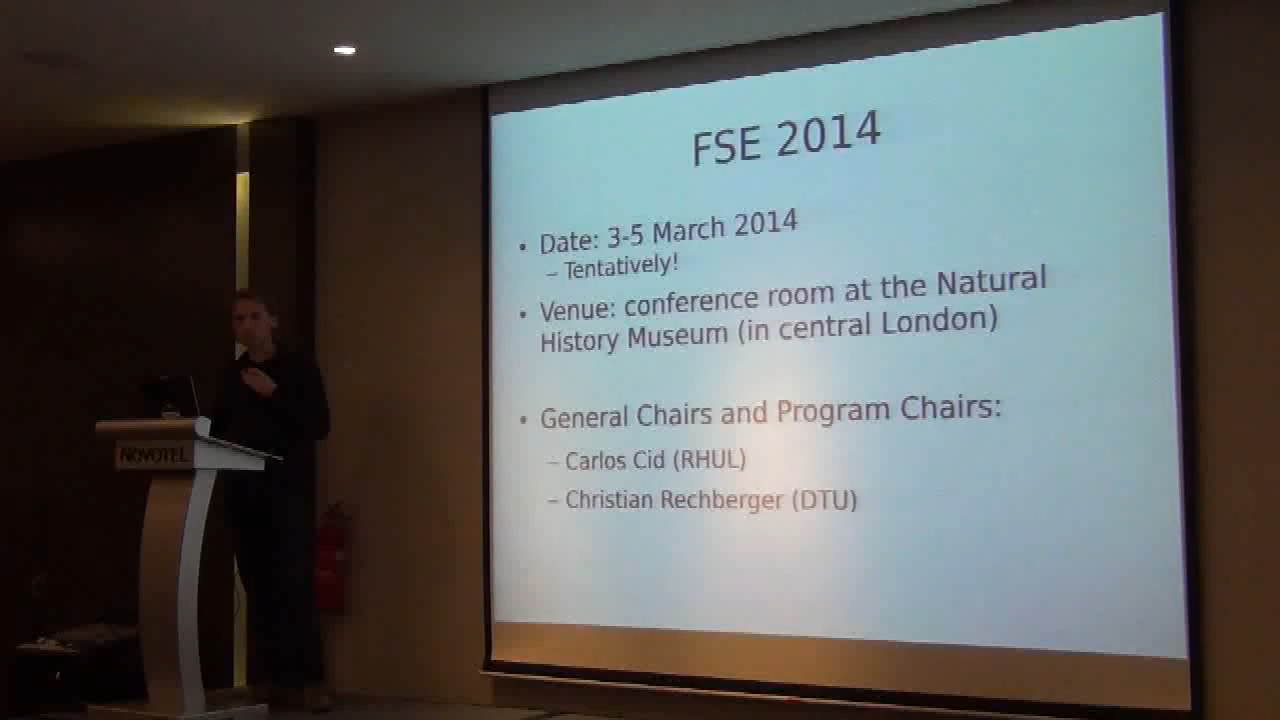 FSE 2014
• Date: 3-5 March 2014
– Tentatively!
• Venue: conference room at the Natural
History Museum (in central London)
• General Chairs and Program Chairs:
– Carlos Cid (RHUL)
– Christian Rechberger (DTU)
NOVOTEL